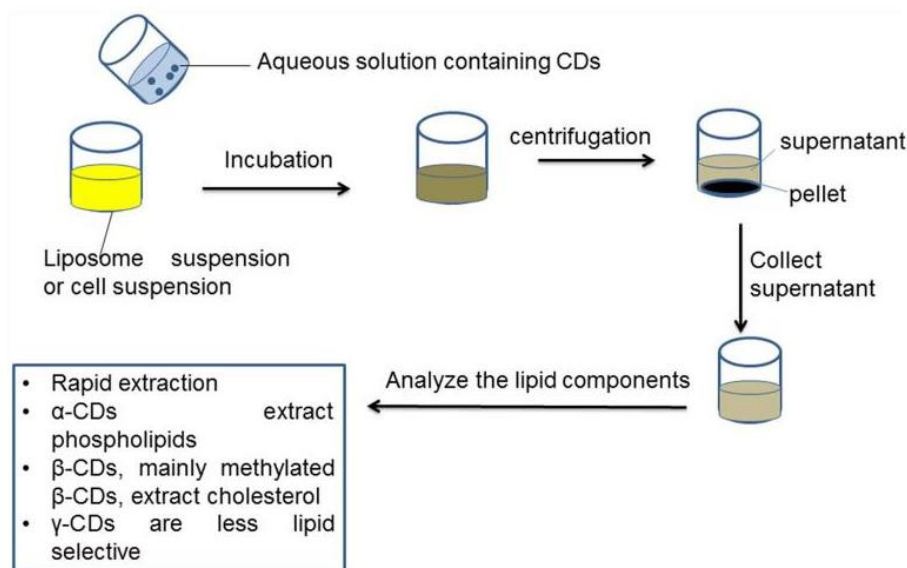 Aqueous solution containing CDs
Incubation
centrifugation
supernatant
pellet
Liposome suspension
or cell suspension
Collect
supernatant
Analyze the lipid components
• Rapid extraction
• α-CDs extract
phospholipids
• β-CDs, mainly methylated
β-CDs, extract cholesterol
• γ-CDs are less lipid
selective